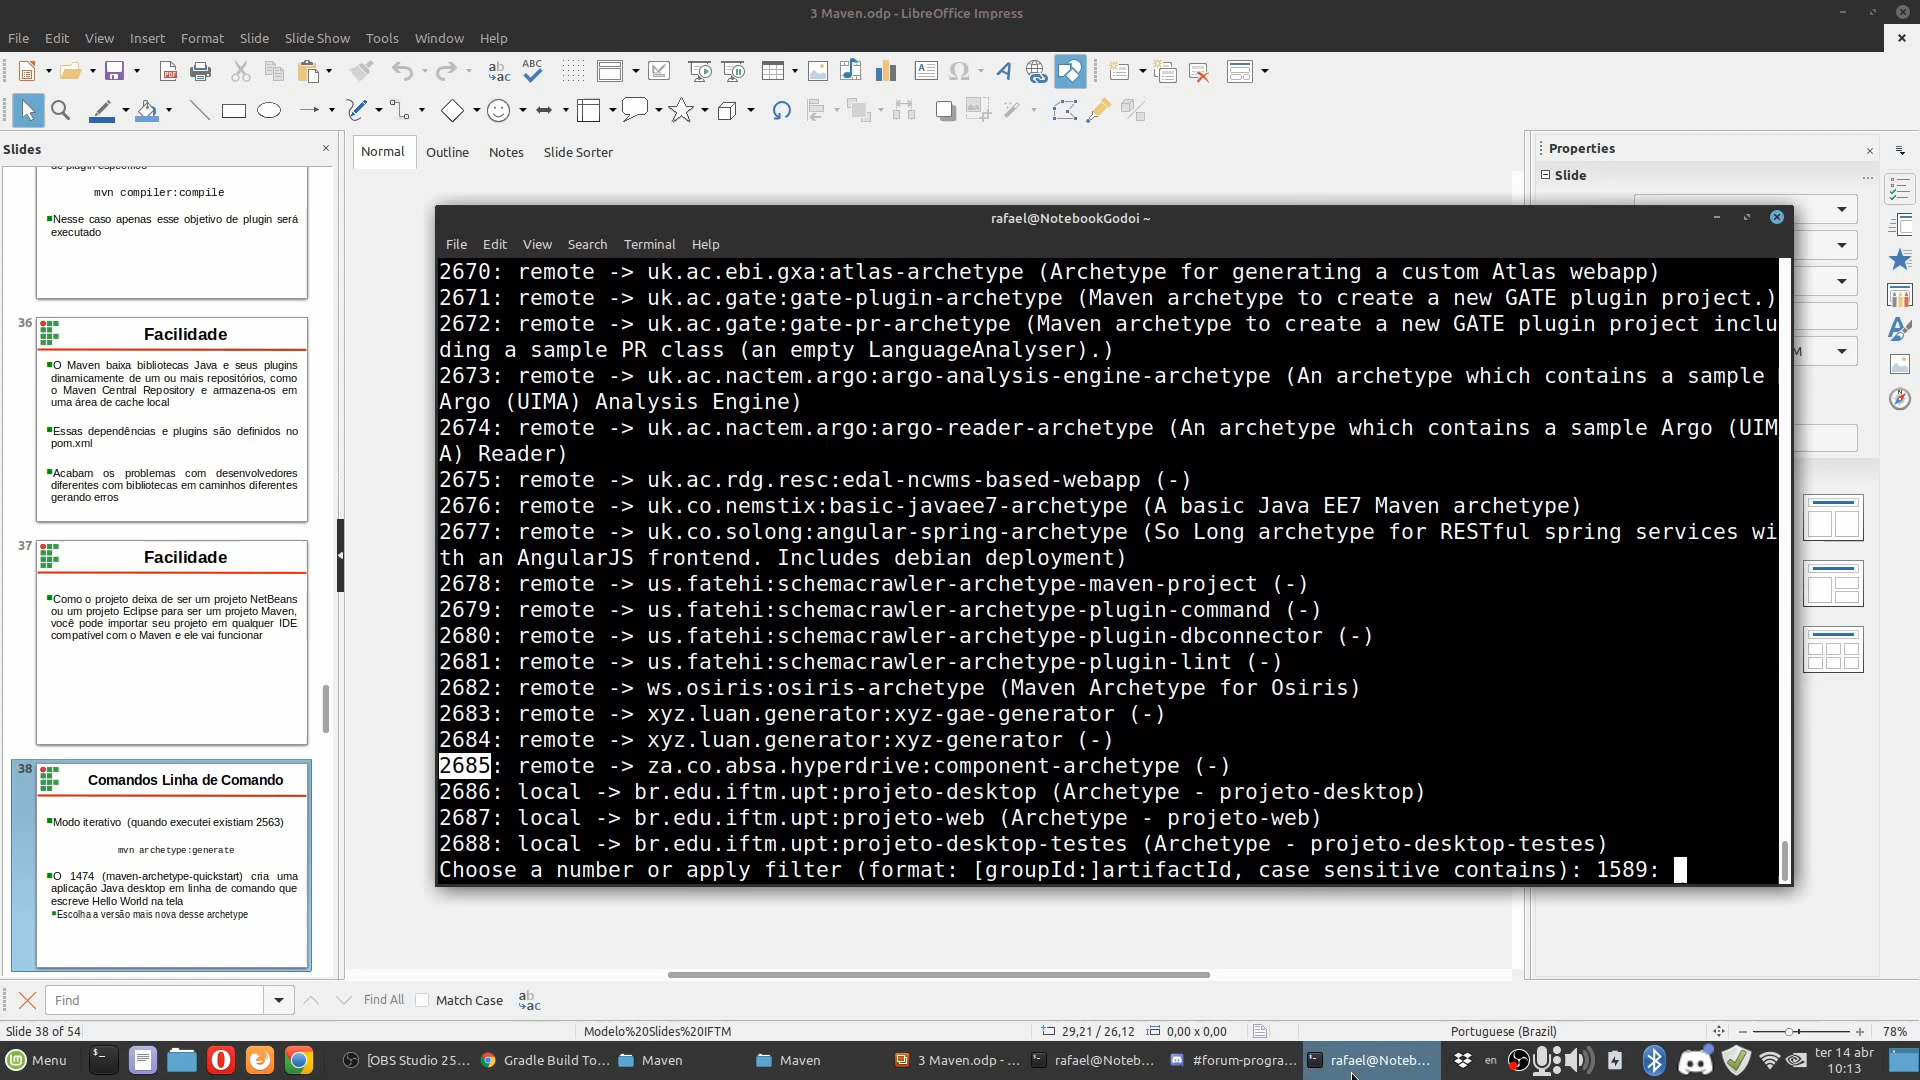 3 Maven.odp - LibreOffice Impress
File Edit View Insert Format Slide Slide Show Tools Window Help
Slides
Normal Outline Notes Slide Sorter
Properties
Slide
mvn compiler:compile
Nesse caso apenas esse objetivo de plugin será
executado
36
Facilidade
O Maven baixa bibliotecas Java e seus plugins
dinamicamente de um ou mais repositórios, como
o Maven Central Repository e armazena-os em
uma área de cache local
Essas dependências e plugins são definidos no
pom.xml
Acabam os problemas com desenvolvedores
diferentes com bibliotecas em caminhos diferentes
gerando erros
37
Facilidade
Como o projeto deixa de ser um projeto NetBeans
ou um projeto Eclipse para ser um projeto Maven,
você pode importar seu projeto em qualquer IDE
compatível com o Maven e ele vai funcionar
38
Comandos Linha de Comando
Modo iterativo (quando executei existiam 2563)
mvn archetype:generate
O 1474 (maven-archetype-quickstart) cria uma
aplicação Java desktop em linha de comando que
escreve Hello World na tela
Escolha a versão mais nova desse archetype
rafael@NotebookGodoi ~
File Edit View Search Terminal Help
2670: remote -> uk.ac.ebi.gxa:atlas-archetype (Archetype for generating a custom Atlas webapp)
2671: remote -> uk.ac.gate:gate-plugin-archetype (Maven archetype to create a new GATE plugin project.)
2672: remote -> uk.ac.gate:gate-pr-archetype (Maven archetype to create a new GATE plugin project inclu
ding a sample PR class (an empty LanguageAnalyser).)
2673: remote -> uk.ac.nactem.argo:argo-analysis-engine-archetype (An archetype which contains a sample
Argo (UIMA) Analysis Engine)
2674: remote -> uk.ac.nactem.argo:argo-reader-archetype (An archetype which contains a sample Argo (UIM
A) Reader)
2675: remote -> uk.ac.rdg.resc:edal-ncwms-based-webapp (-)
2676: remote -> uk.co.nemstix:basic-javaee7-archetype (A basic Java EE7 Maven archetype)
2677: remote -> uk.co.solong:angular-spring-archetype (So Long archetype for RESTful spring services wi
th an AngularJS frontend. Includes debian deployment)
2678: remote -> us.fatehi:schemacrawler-archetype-maven-project (-)
2679: remote -> us.fatehi:schemacrawler-archetype-plugin-command (-)
2680: remote -> us.fatehi:schemacrawler-archetype-plugin-dbconnector (-)
2681: remote -> us.fatehi:schemacrawler-archetype-plugin-lint (-)
2682: remote -> ws.osiris:osiris-archetype (Maven Archetype for Osiris)
2683: remote -> xyz.luan.generator:xyz-gae-generator (-)
2684: remote -> xyz.luan.generator:xyz-generator (-)
2685: remote -> za.co.absa.hyperdrive:component-archetype (-)
2686: local -> br.edu.iftm.upt:projeto-desktop (Archetype - projeto-desktop)
2687: local -> br.edu.iftm.upt:projeto-web (Archetype - projeto-web)
2688: local -> br.edu.iftm.upt:projeto-desktop-testes (Archetype - projeto-desktop-testes)
Choose a number or apply filter (format: [groupId:]artifactId, case sensitive contains): 1589:
Find Find All Match Case
Slide 38 of 54 Modelo%20Slides%20IFTM 29,21 / 26,12 0,00 x 0,00 Portuguese (Brazil) 78%
Menu [OBS Studio 25... Gradle Build To... Maven Maven 3 Maven.odp - ... rafael@Noteb... #forum-progra... rafael@Noteb... en ter 14 abr
10:13